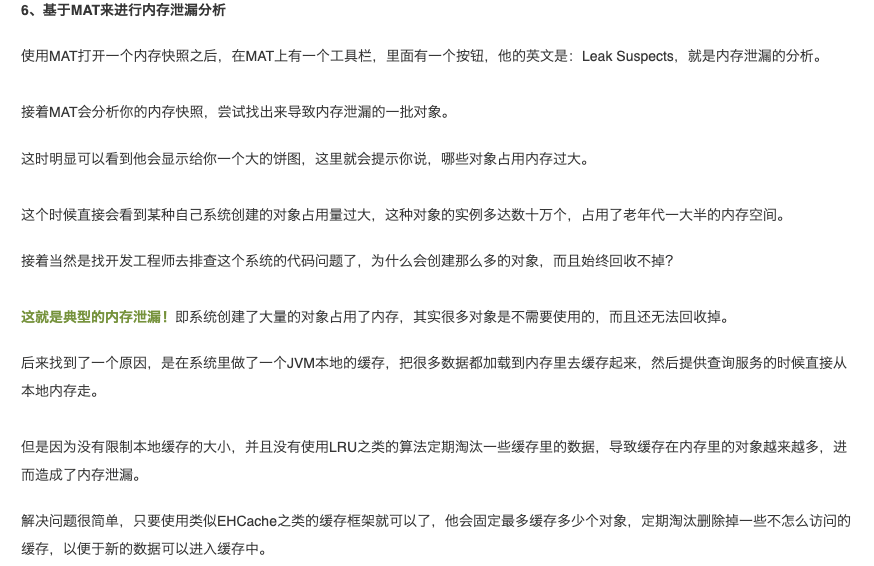 6、基于MAT来进行内存泄漏分析
使用MAT打开一个内存快照之后，在MAT上有一个工具栏，里面有一个按钮，他的英文是：Leak Suspects，就是内存泄漏的分析。
接着MAT会分析你的内存快照，尝试找出来导致内存泄漏的一批对象。
这时明显可以看到他会显示给你一个大的饼图，这里就会提示你说，哪些对象占用内存过大。
这个时候直接会看到某种自己系统创建的对象占用量过大，这种对象的实例多达数十万个，占用了老年代一大半的内存空间。
接着当然是找开发工程师去排查这个系统的代码问题了，为什么会创建那么多的对象，而且始终回收不掉？
这就是典型的内存泄漏！即系统创建了大量的对象占用了内存，其实很多对象是不需要使用的，而且还无法回收掉。
后来找到了一个原因，是在系统里做了一个JVM本地的缓存，把很多数据都加载到内存里去缓存起来，然后提供查询服务的时候直接从
本地内存走。
但是因为没有限制本地缓存的大小，并且没有使用LRU之类的算法定期淘汰一些缓存里的数据，导致缓存在内存里的对象越来越多，进
而造成了内存泄漏。
解决问题很简单，只要使用类似EHCache之类的缓存框架就可以了，他会固定最多缓存多少个对象，定期淘汰删除掉一些不怎么访问的
缓存，以便于新的数据可以进入缓存中。